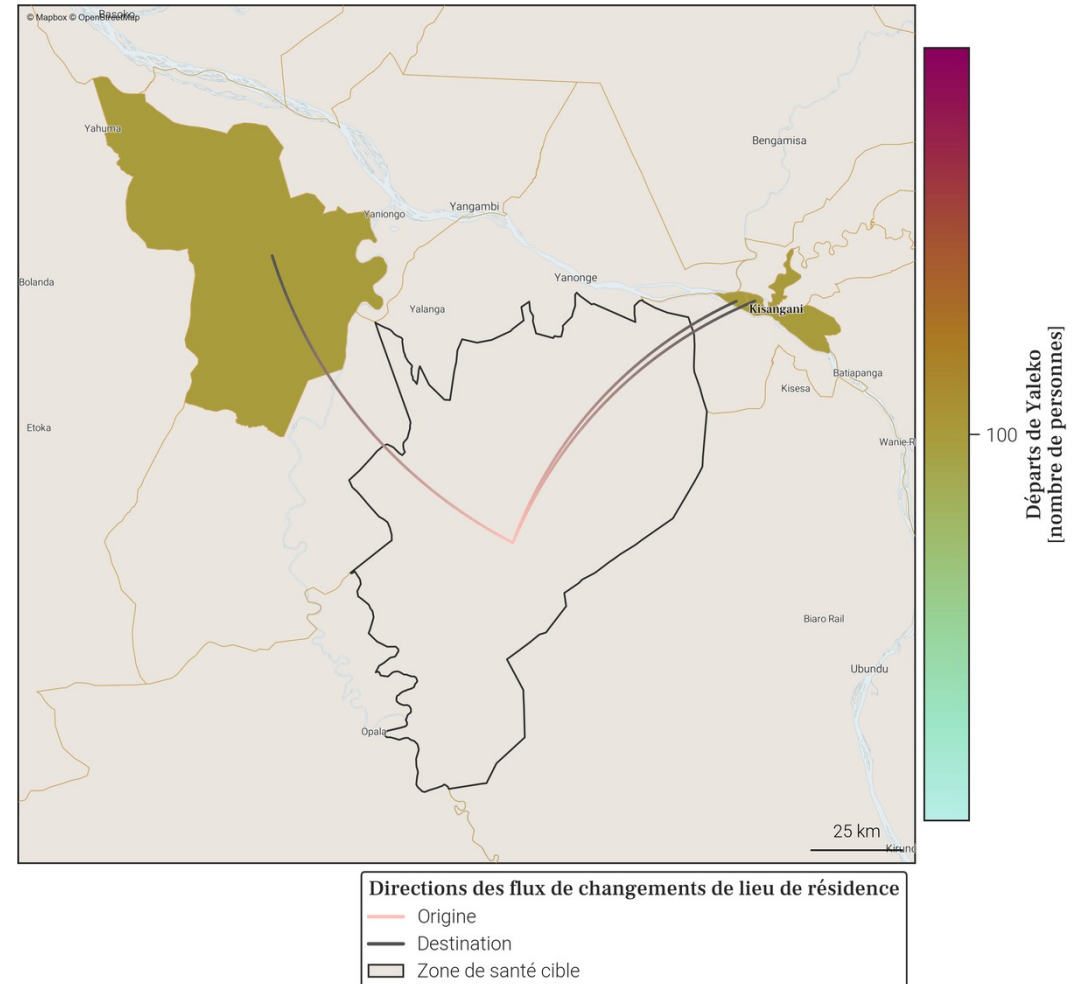 © Mapbox © OpenStreetMap
Basoko
Yahuma
Bengamisa
Yaniongo
Yangambi
Bolanda
Yanonge
Yalanga
Kisangani
Batiapanga
Kisesa
Etoka
Wanie-R
Biaro Rail
Ubundu
Opala
25 km
Kirund
100
Départs de Yaleko
[nombre de personnes]
Directions des flux de changements de lieu de résidence
Origine
Destination
Zone de santé cible